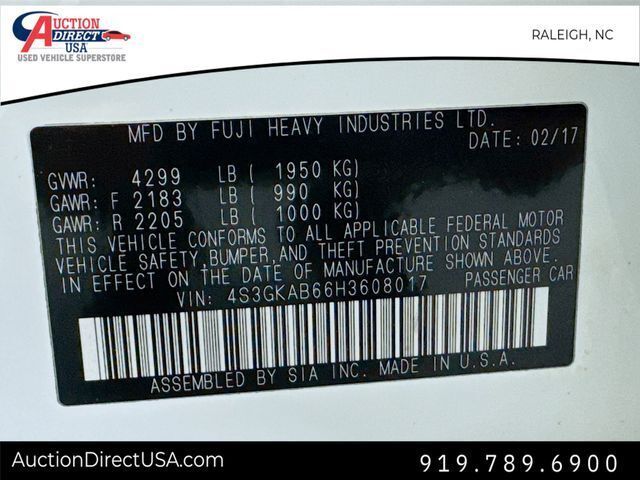 AUCTION
DIRECT
USA
USED VEHICLE SUPERSTORE
RALEIGH, NC
MFD BY FUJI HEAVY INDUSTRIES LTD.
DATE: 02/17
GVWR: 4299 LB ( 1950 KG)
GAWR: F 2183 LB ( 990 KG)
GAWR: R 2205 LB ( 1000 KG)
THIS VEHICLE CONFORMS TO ALL APPLICABLE FEDERAL MOTOR
VEHICLE SAFETY,BUMPER,AND THEFT PREVENTION STANDARDS
IN EFFECT ON THE DATE OF MANUFACTURE SHOWN ABOVE.
VIN: 4S3GKAB66H3608017 PASSENGER CAR
ASSEMBLED BY SIA INC. MADE IN U.S.A.
AuctionDirectUSA.com
919.789.6900